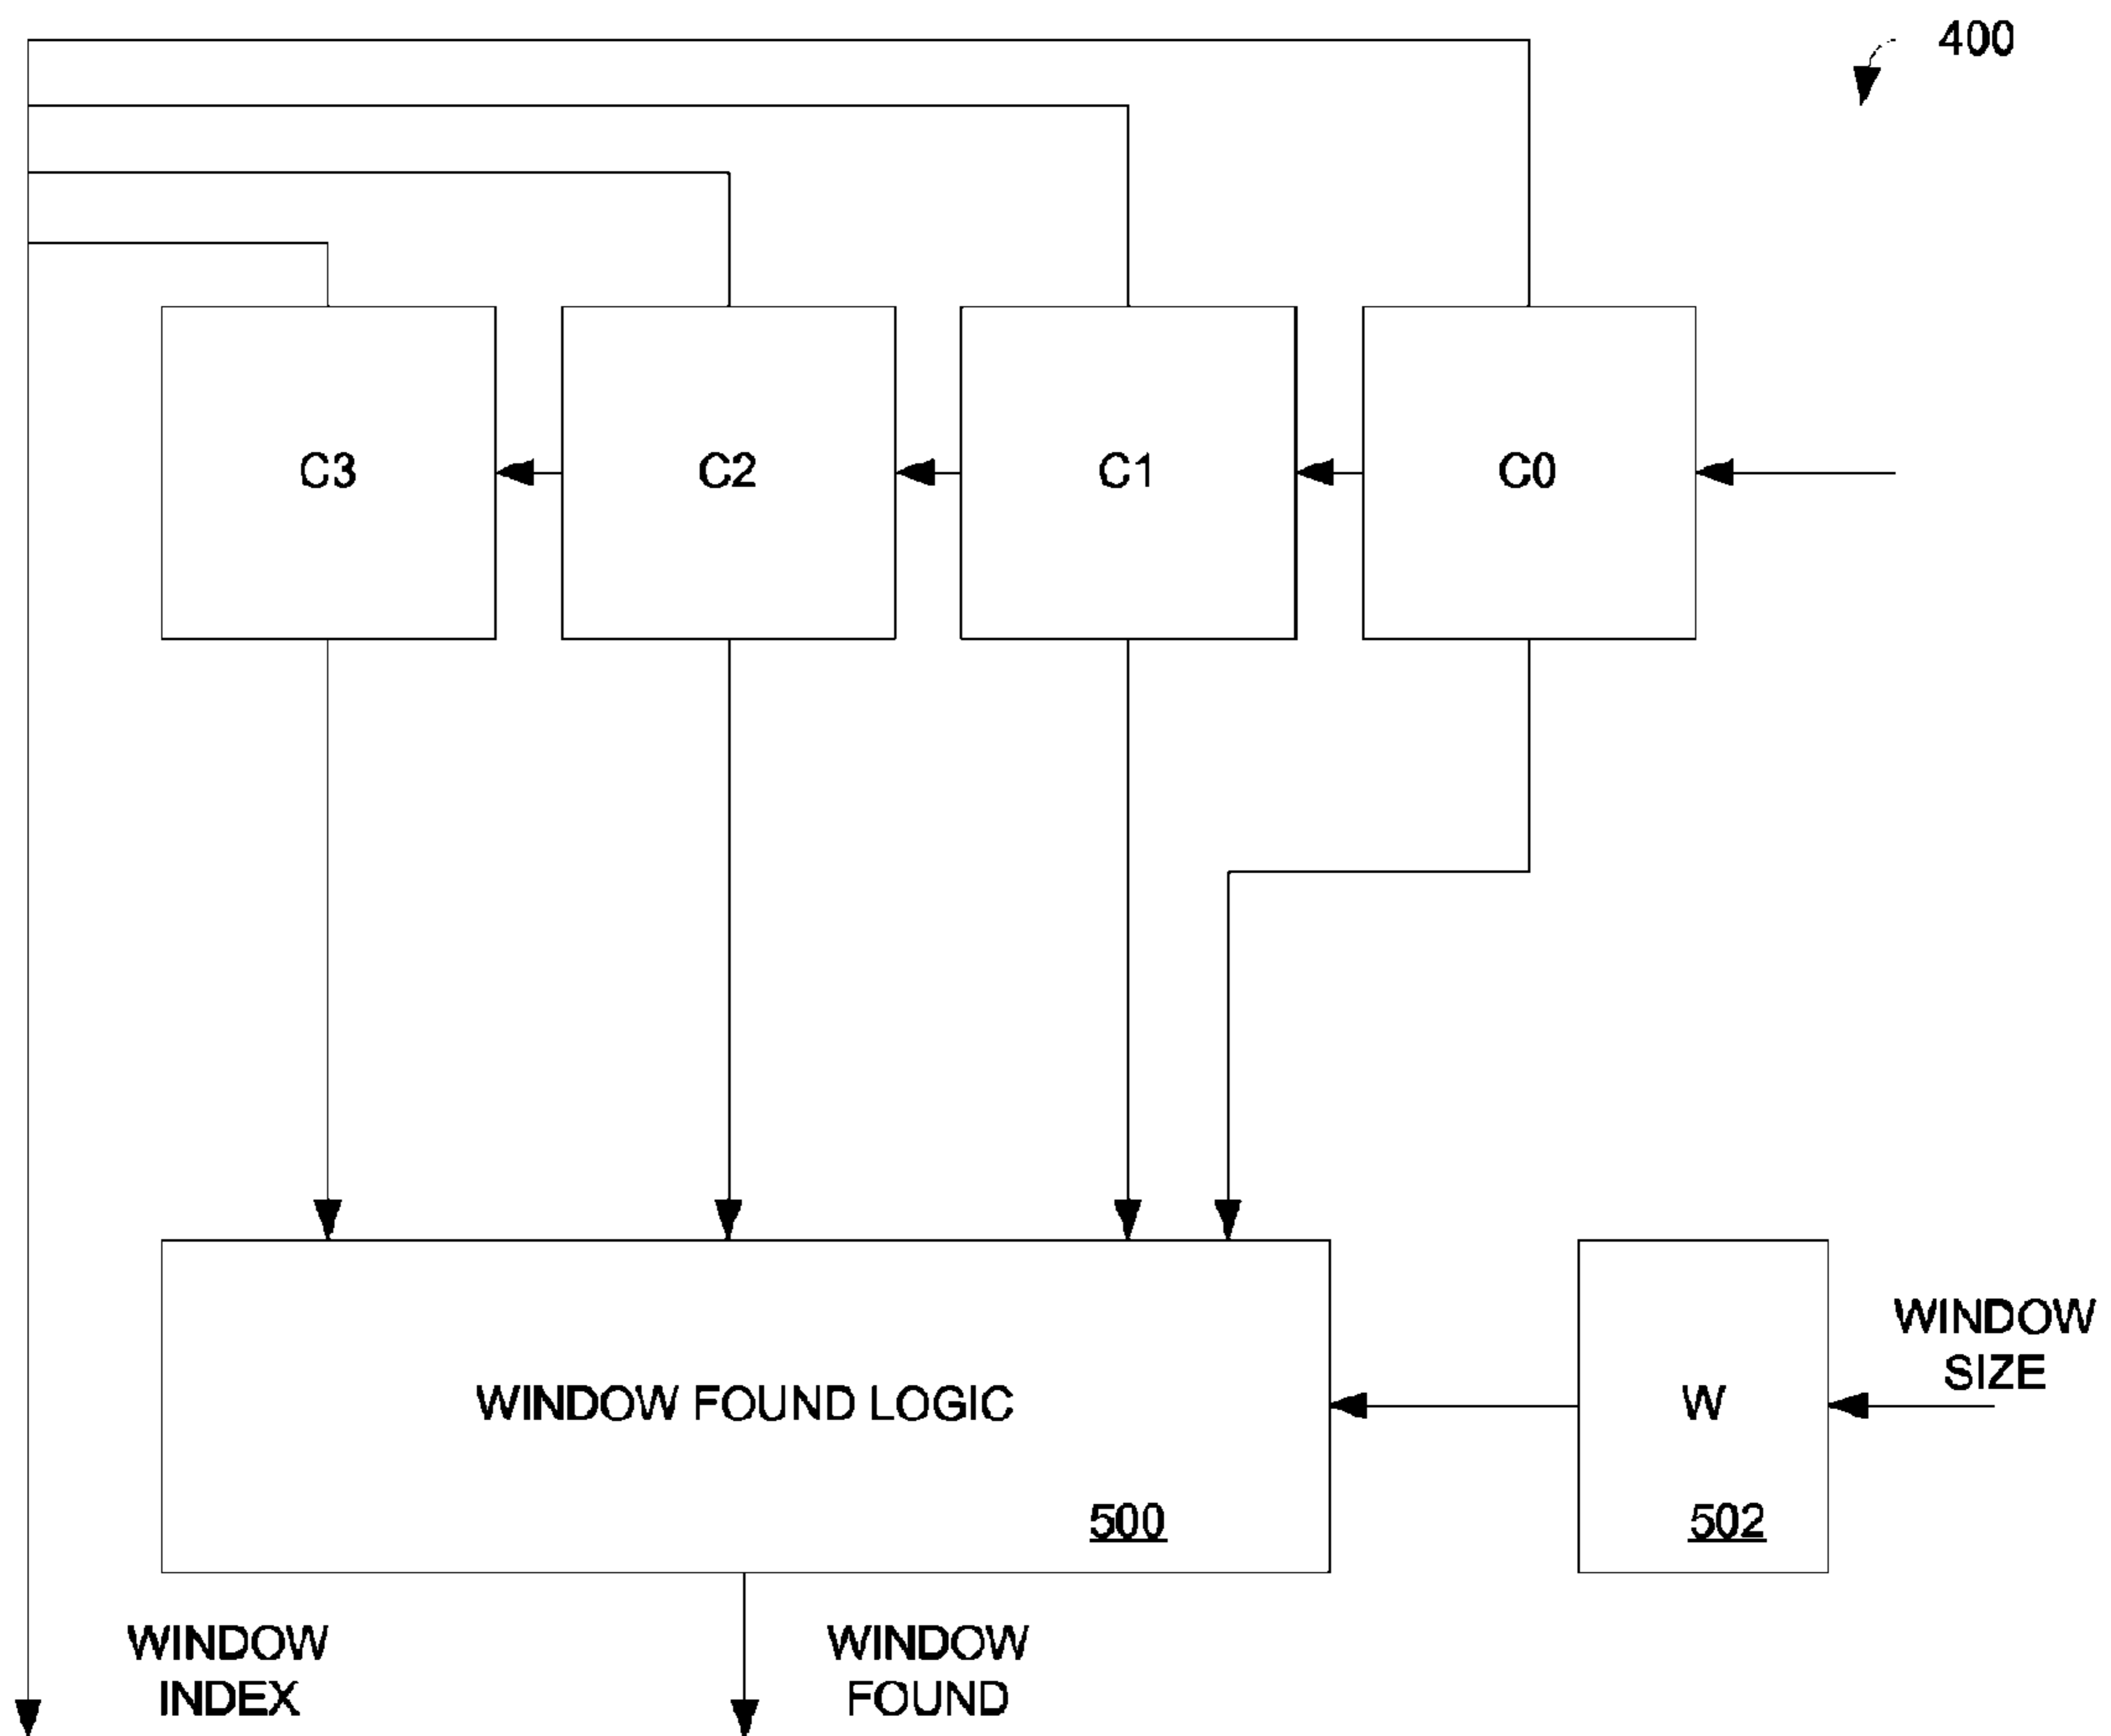 400
C3
C2
C1
C0
WINDOW
SIZE
WINDOW FOUND LOGIC
W
500
502
WINDOW
INDEX
WINDOW
FOUND